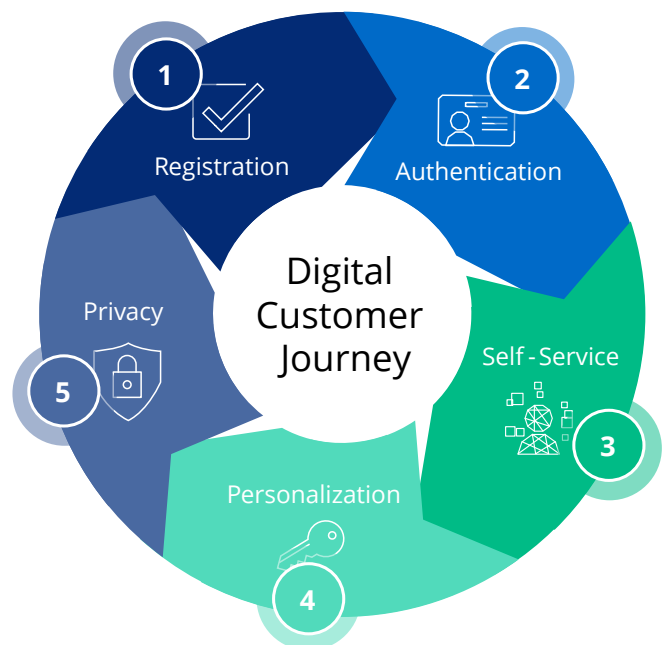 Digital
Customer
Journey
1
Registration
2
Authentication
Self-Service
3
Personalization
4
Privacy
5